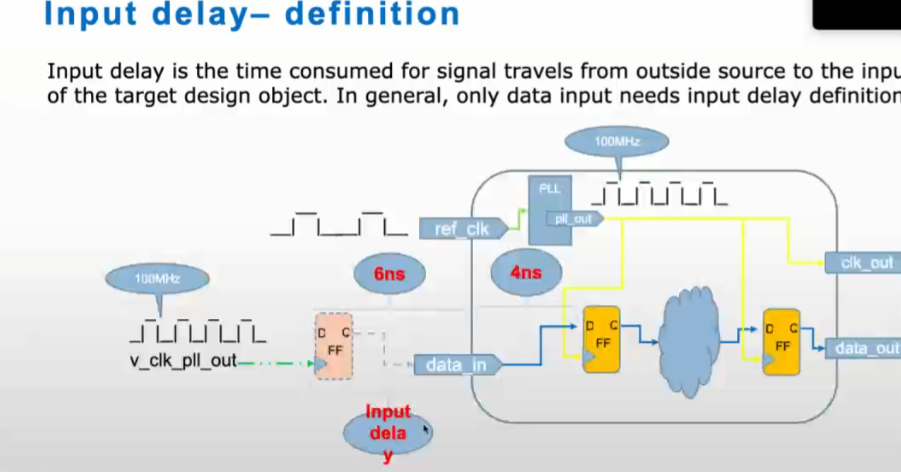 Input delay– definition
Input delay is the time consumed for signal travels from outside source to the inpu
of the target design object. In general, only data input needs input delay definition
100MHz
PLL
pll_out
ref_clk
clk_out
6ns
4ns
100MHz
D C
FF
D C
FF
D C
FF
v_clk_pll_out
data_in
data_out
Input
dela
y